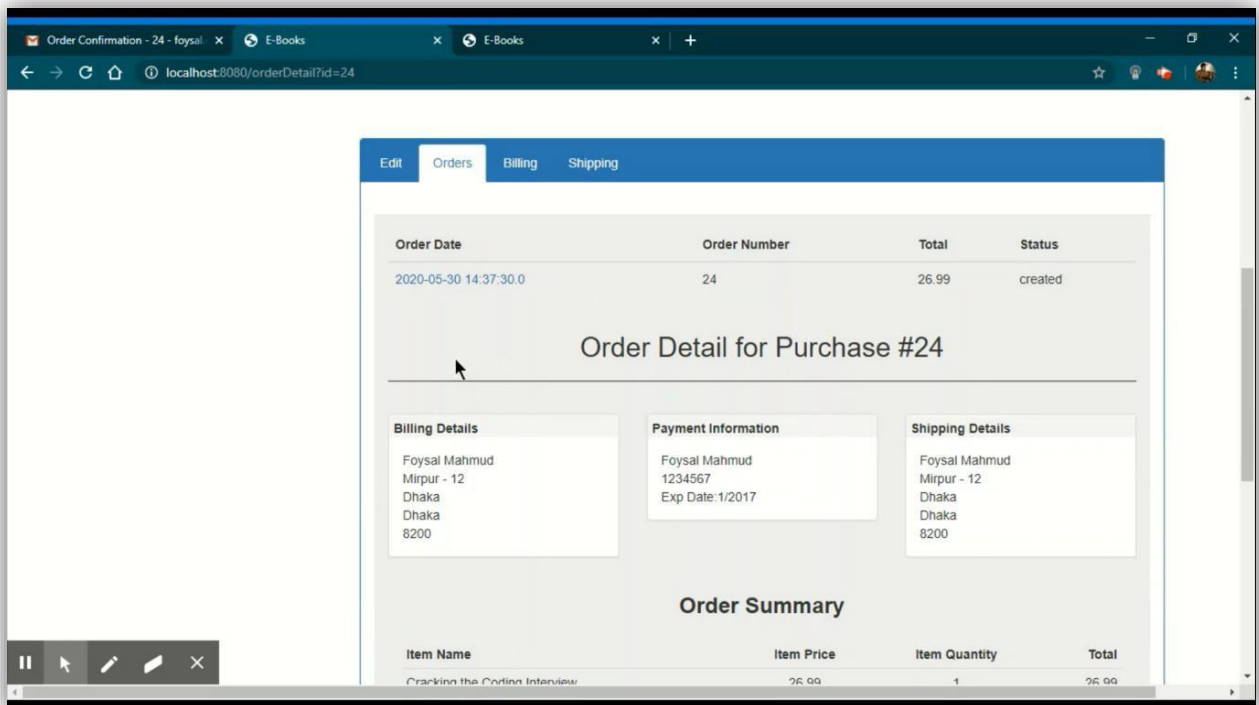 Order Confirmation - 24 - foysal
E-Books
E-Books
localhost:8080/orderDetail?id=24
Edit Orders Billing Shipping
Order Date Order Number Total Status
2020-05-30 14:37:30.0 24 26.99 created
Order Detail for Purchase #24
Billing Details
Foysal Mahmud
Mirpur - 12
Dhaka
Dhaka
8200
Payment Information
Foysal Mahmud
1234567
Exp Date:1/2017
Shipping Details
Foysal Mahmud
Mirpur - 12
Dhaka
Dhaka
8200
Order Summary
Item Name Item Price Item Quantity Total
Cracking the Coding Interview 26.99 1 26.99